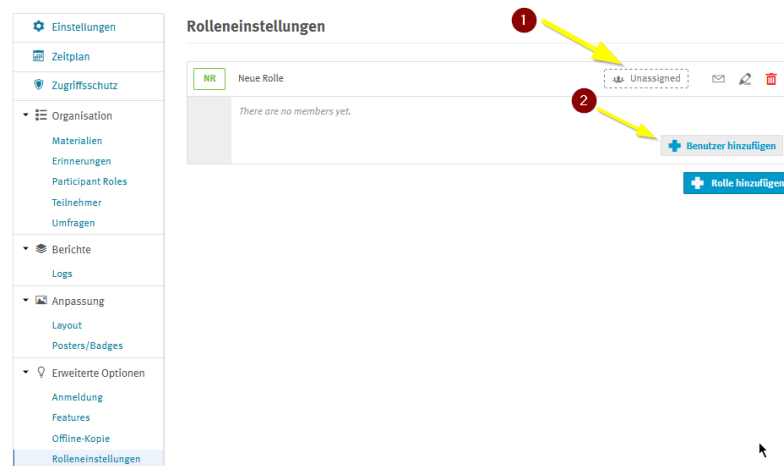 Einstellungen
Zeitplan
Zugriffsschutz
Organisation
Materialien
Erinnerungen
Participant Roles
Teilnehmer
Umfragen
Berichte
Logs
Anpassung
Layout
Posters/Badges
Erweiterte Optionen
Anmeldung
Features
Offline-Kopie
Rolleneinstellungen
Rolleneinstellungen
1
NR Neue Rolle Unassigned
2
There are no members yet.
Benutzer hinzufügen
Rolle hinzufügen